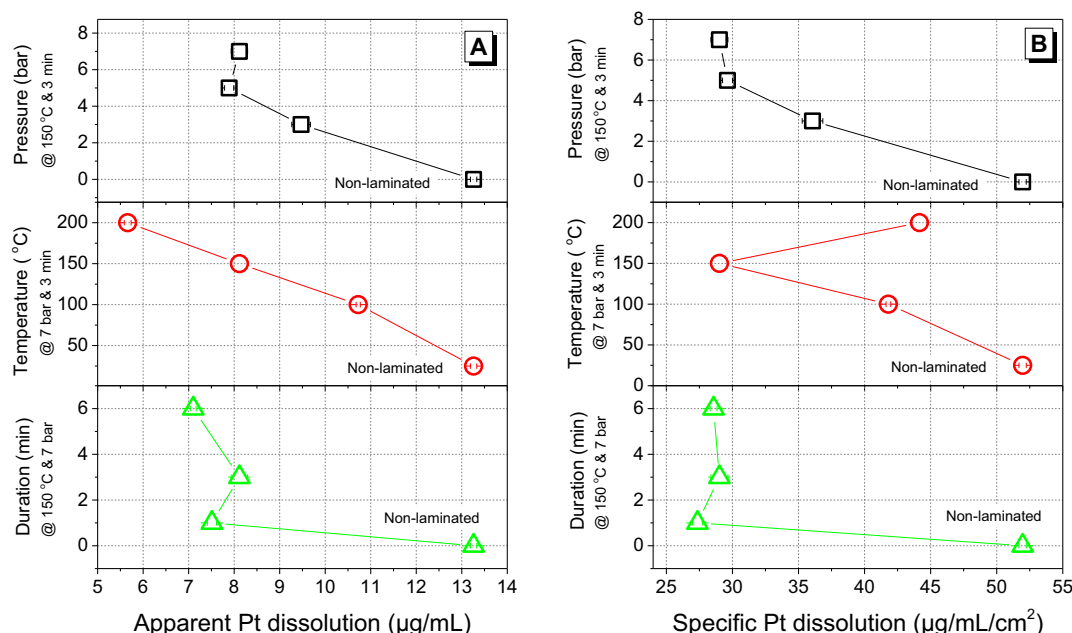 A
Pressure (bar)
@ 150 °C & 3 min
8
6
4
2
0
Non-laminated
Temperature ( °C)
@ 7 bar & 3 min
200
150
100
50
Non-laminated
Duration (min)
@ 150 °C & 7 bar
6
4
2
0
Non-laminated
5 6 7 8 9 10 11 12 13 14
Apparent Pt dissolution (µg/mL)
B
Pressure (bar)
@ 150 °C & 3 min
8
6
4
2
0
Non-laminated
Temperature ( °C)
@ 7 bar & 3 min
200
150
100
50
0
Non-laminated
Duration (min)
@ 150 °C & 7 bar
6
4
2
0
Non-laminated
25 30 35 40 45 50 55
Specific Pt dissolution (µg/mL/cm²)